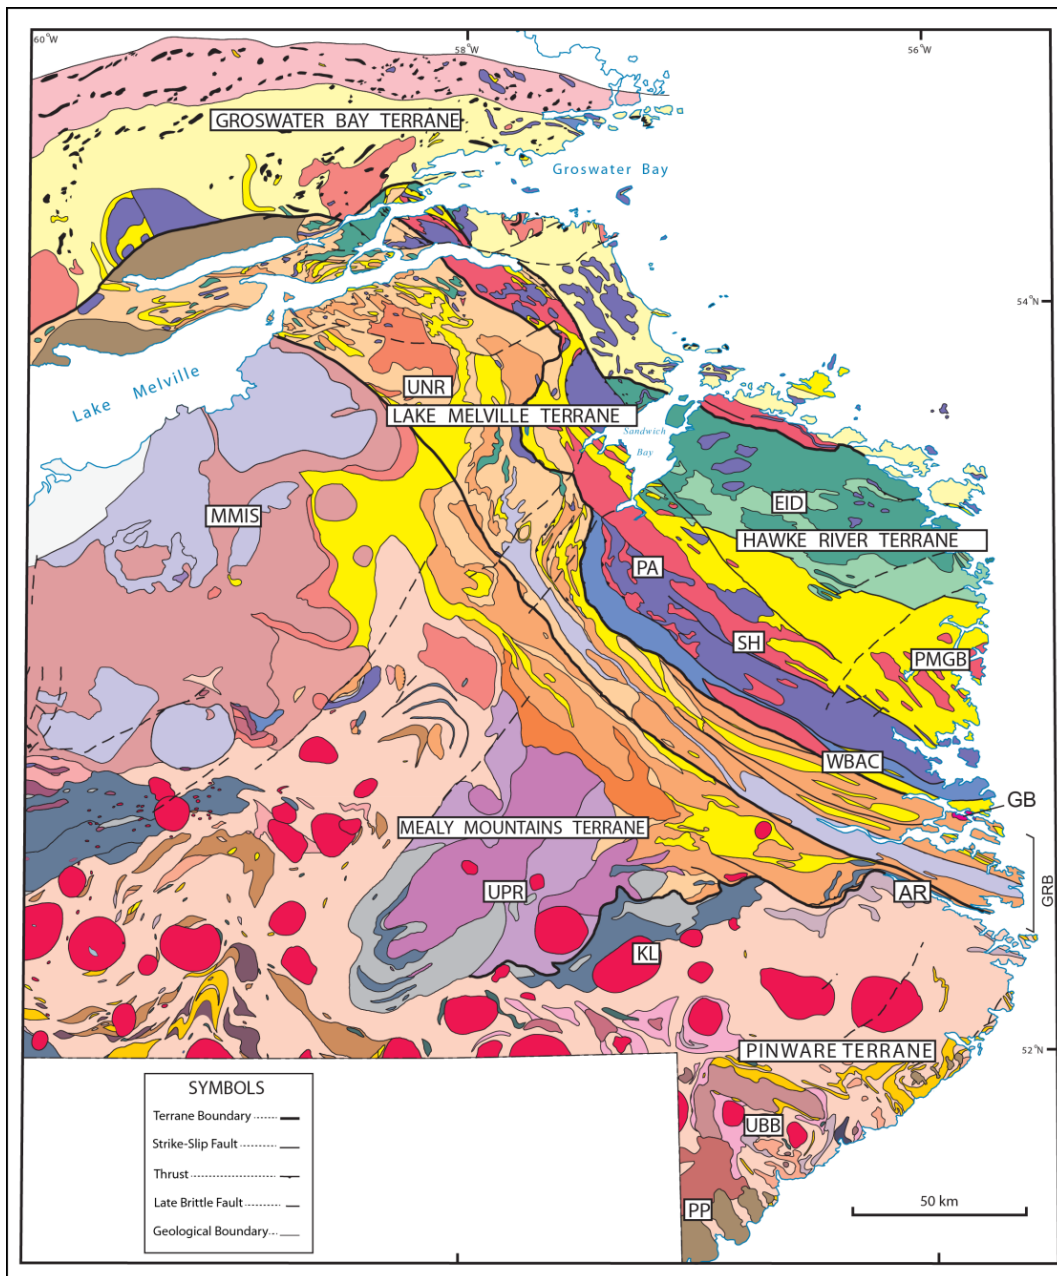 60°W
58°W
56°W
GROSWATER BAY TERRANE
Groswater Bay
54°N
Lake Melville
UNR
LAKE MELVILLE TERRANE
Sandwich
Bay
MMIS
EID
HAWKE RIVER TERRANE
PA
SH
PMGB
WBAC
GB
MEALY MOUNTAINS TERRANE
UPR
AR
GRB
KL
PINWARE TERRANE
52°N
SYMBOLS
Terrane Boundary
Strike-Slip Fault
Thrust
Late Brittle Fault
Geological Boundary
UBB
PP
50 km